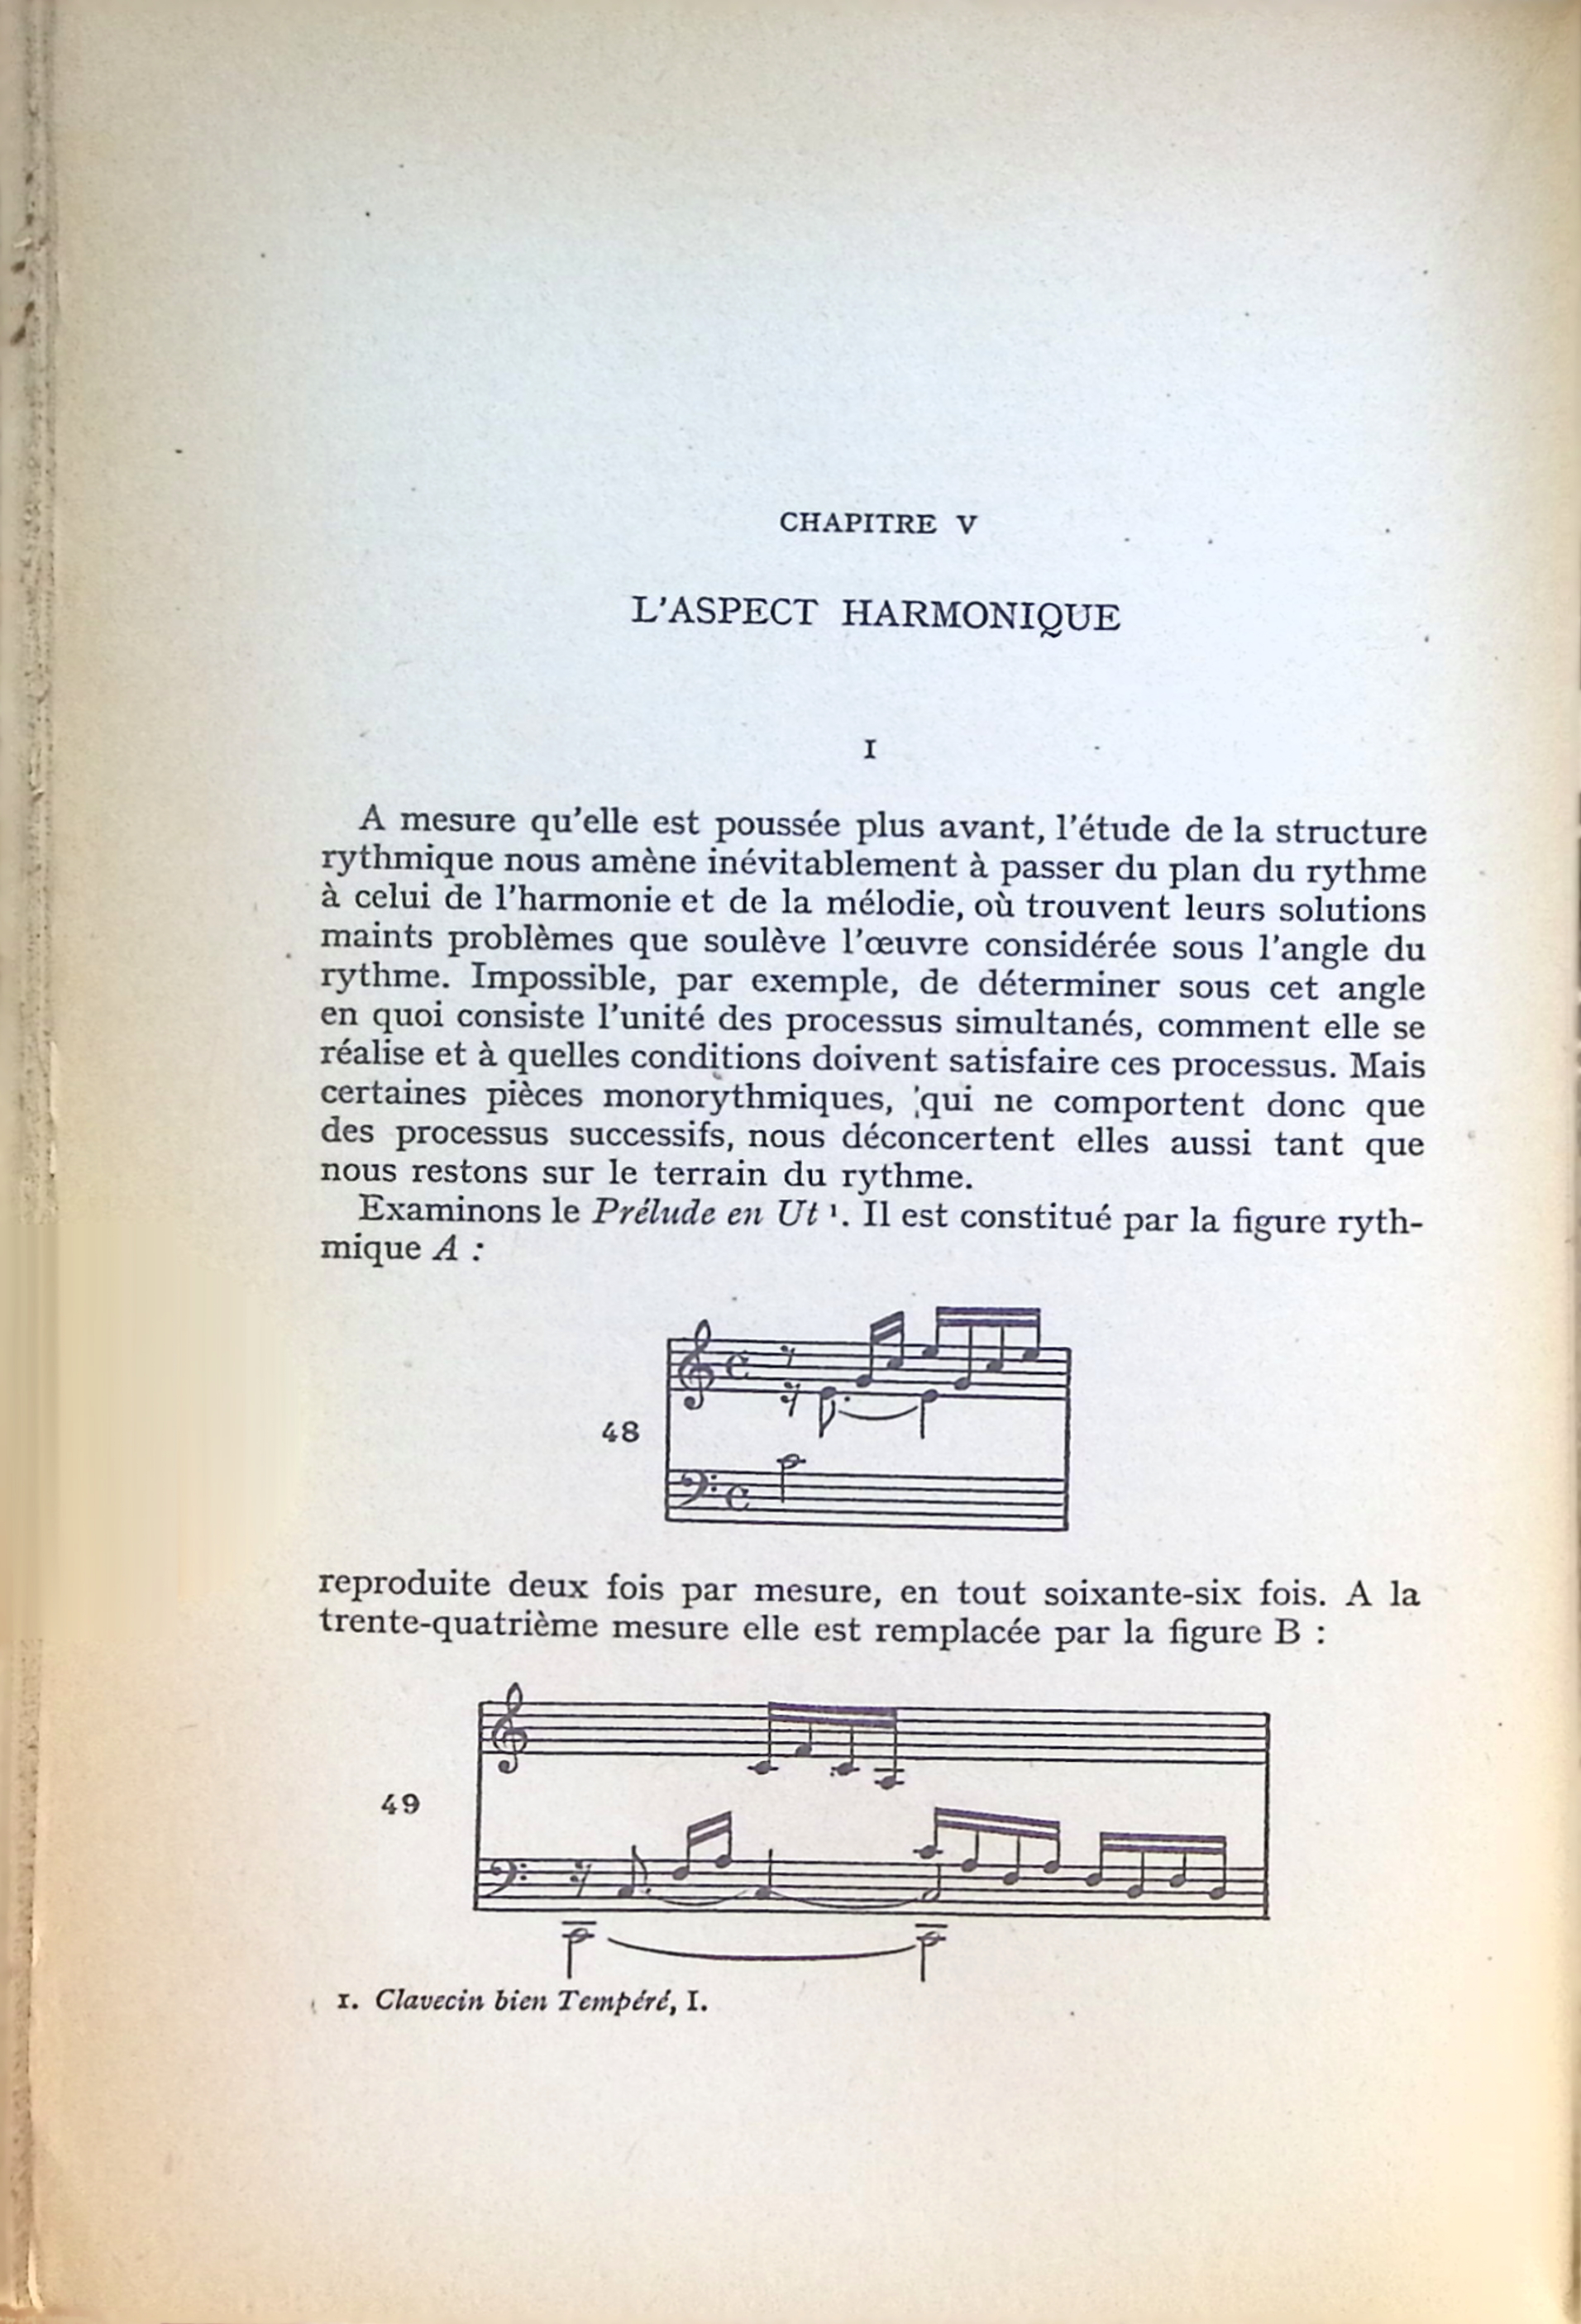 CHAPITRE V
L'ASPECT HARMONIQUE
I
A mesure qu'elle est poussée plus avant, l'étude de la structure
rythmique nous amène inévitablement à passer du plan du rythme
à celui de l'harmonie et de la mélodie, où trouvent leurs solutions
maints problèmes que soulève l'œuvre considérée sous l'angle du
rythme. Impossible, par exemple, de déterminer sous cet angle
en quoi consiste l'unité des processus simultanés, comment elle se
réalise et à quelles conditions doivent satisfaire ces processus. Mais
certaines pièces monorythmiques, qui ne comportent donc que
des processus successifs, nous déconcertent elles aussi tant que
nous restons sur le terrain du rythme.
Examinons le Prélude en Ut ¹. Il est constitué par la figure ryth-
mique A :
48
reproduite deux fois par mesure, en tout soixante-six fois. A la
trente-quatrième mesure elle est remplacée par la figure B :
49
1. Clavecin bien Tempéré, I.